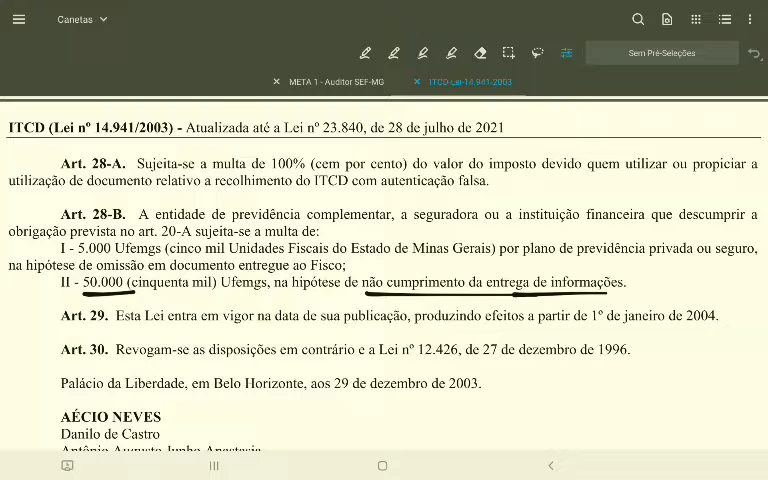 Canetas
Sem Pré-Seleções
META 1 - Auditor SEF-MG
ITCD-Lei-14.941-2003
ITCD (Lei nº 14.941/2003) - Atualizada até a Lei nº 23.840, de 28 de julho de 2021
Art. 28-A. Sujeita-se a multa de 100% (cem por cento) do valor do imposto devido quem utilizar ou propiciar a
utilização de documento relativo a recolhimento do ITCD com autenticação falsa.
Art. 28-B. A entidade de previdência complementar, a seguradora ou a instituição financeira que descumprir a
obrigação prevista no art. 20-A sujeita-se a multa de:
I - 5.000 Ufemgs (cinco mil Unidades Fiscais do Estado de Minas Gerais) por plano de previdência privada ou seguro,
na hipótese de omissão em documento entregue ao Fisco;
II - 50.000 (cinquenta mil) Ufemgs, na hipótese de não cumprimento da entrega de informações.
Art. 29. Esta Lei entra em vigor na data de sua publicação, produzindo efeitos a partir de 1º de janeiro de 2004.
Art. 30. Revogam-se as disposições em contrário e a Lei nº 12.426, de 27 de dezembro de 1996.
Palácio da Liberdade, em Belo Horizonte, aos 29 de dezembro de 2003.
AÉCIO NEVES
Danilo de Castro
Antônio Augusto Junho Anastasia